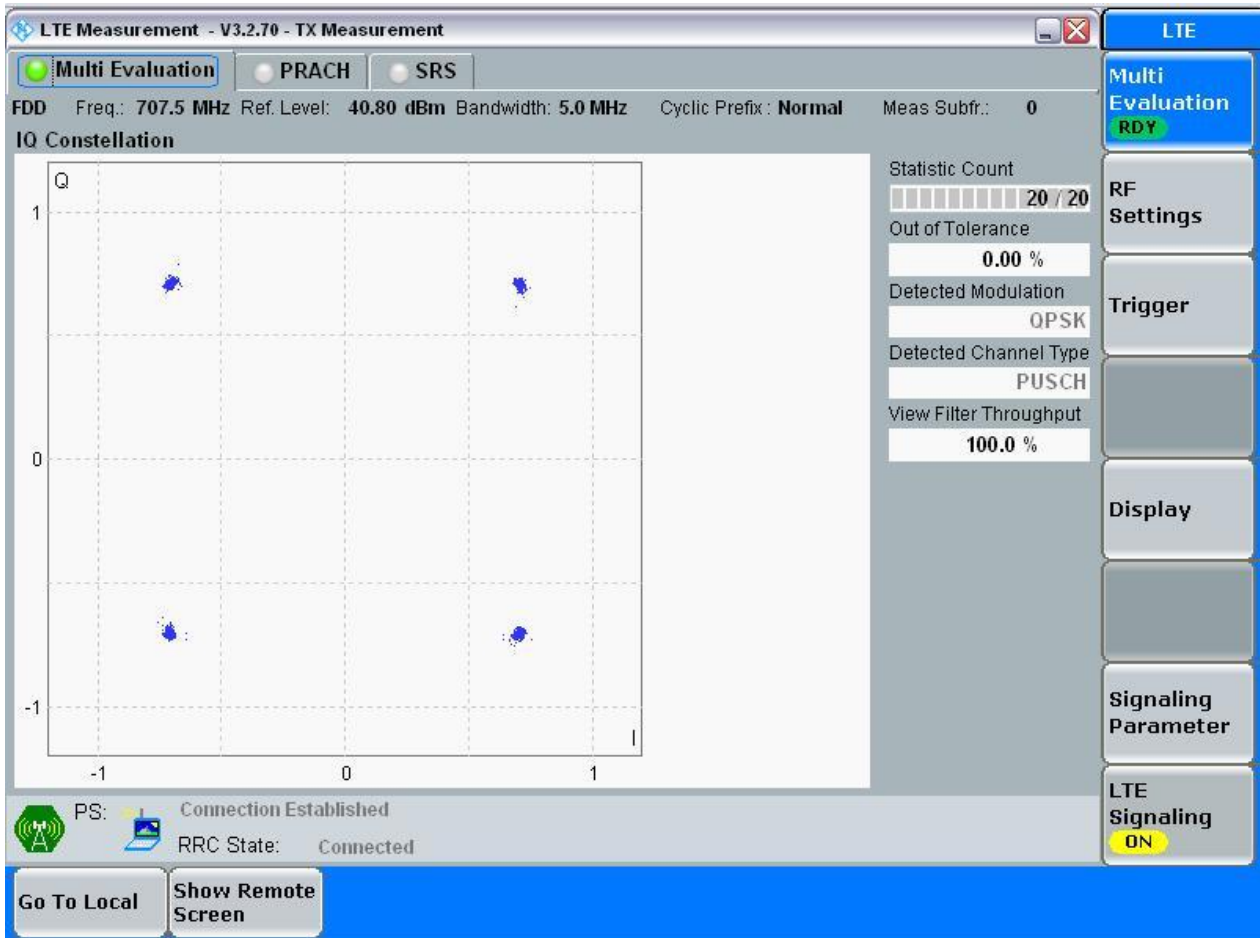 LTE Measurement - V3.2.70 - TX Measurement
LTE
Multi Evaluation PRACH SRS
Multi
Evaluation
RDY
FDD Freq.: 707.5 MHz Ref. Level: 40.80 dBm Bandwidth: 5.0 MHz Cyclic Prefix : Normal Meas Subfr.: 0
IQ Constellation
Q
1
0
-1
I
-1 0 1
Statistic Count
20 / 20
Out of Tolerance
0.00 %
Detected Modulation
QPSK
Detected Channel Type
PUSCH
View Filter Throughput
100.0 %
RF
Settings
Trigger
Display
Signaling
Parameter
LTE
Signaling
ON
PS: Connection Established
RRC State: Connected
Go To Local
Show Remote
Screen